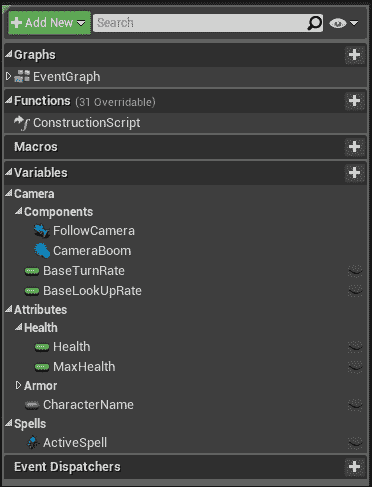 Add New Search
Graphs
EventGraph
Functions (31 Overridable)
ConstructionScript
Macros
Variables
Camera
Components
FollowCamera
CameraBoom
BaseTurnRate
BaseLookUpRate
Attributes
Health
Health
MaxHealth
Armor
CharacterName
Spells
ActiveSpell
Event Dispatchers